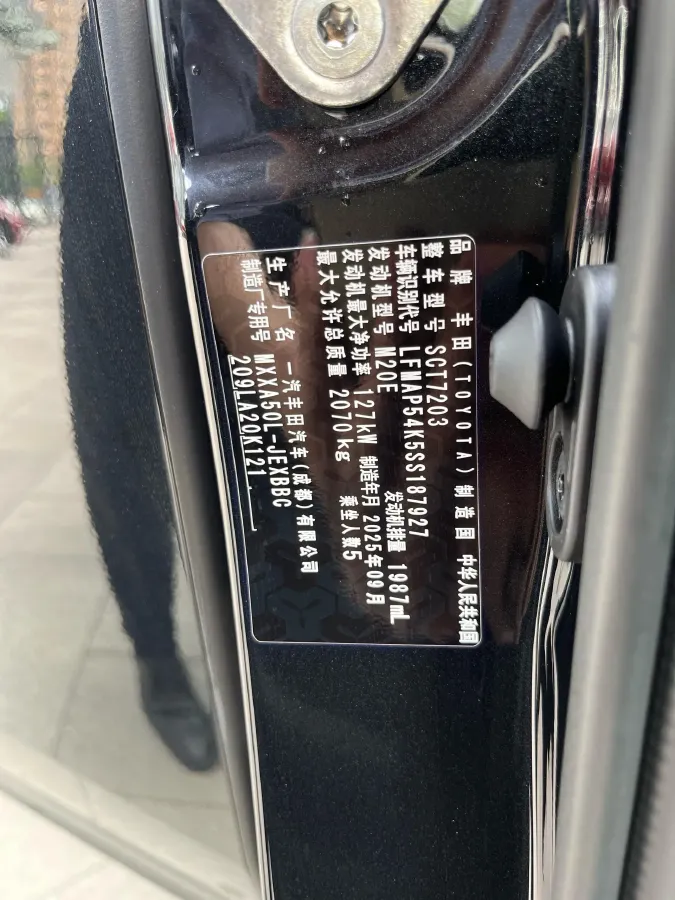 品牌 丰田(TOYOTA) 制造国 中华人民共和国
整车型号 SCT7203
车辆识别代号 LFMAP54K5SS187927
发动机型号 M20E 发动机排量 1987mL
发动机最大净功率 127kW 制造年月 2025年09月
最大允许总质量 2070kg 乘坐人数5
生产厂名 一汽丰田汽车(成都)有限公司
制造厂专用号 MXXA50L-JEXBBC
209LA20K121